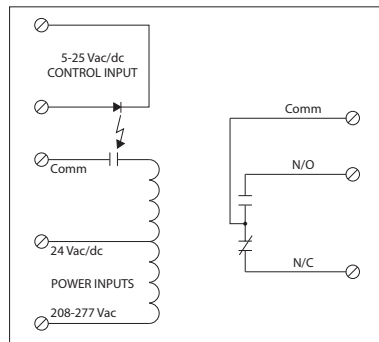 5-25 Vac/dc
CONTROL INPUT
Comm
24 Vac/dc
POWER INPUTS
208-277 Vac
Comm
N/O
N/C